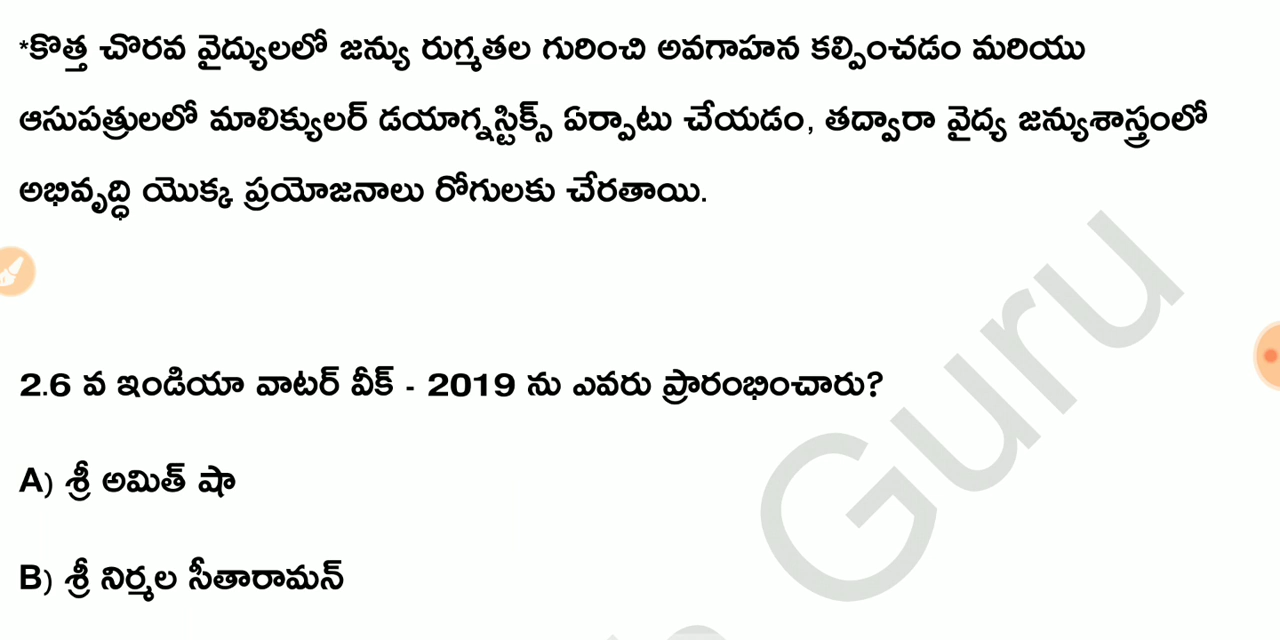 *కొత్త చొరవ వైద్యులలో జన్యు రుగ్మతల గురించి అవగాహన కల్పించడం మరియు
ఆసుపత్రులలో మాలిక్యులర్ డయాగ్నస్టిక్స్ ఏర్పాటు చేయడం, తద్వారా వైద్య జన్యుశాస్త్రంలో
అభివృద్ధి యొక్క ప్రయోజనాలు రోగులకు చేరతాయి.
2.6 వ ఇండియా వాటర్ వీక్ - 2019 ను ఎవరు ప్రారంభించారు?
A) శ్రీ అమిత్ షా
B) శ్రీ నిర్మల సీతారామన్
Guru